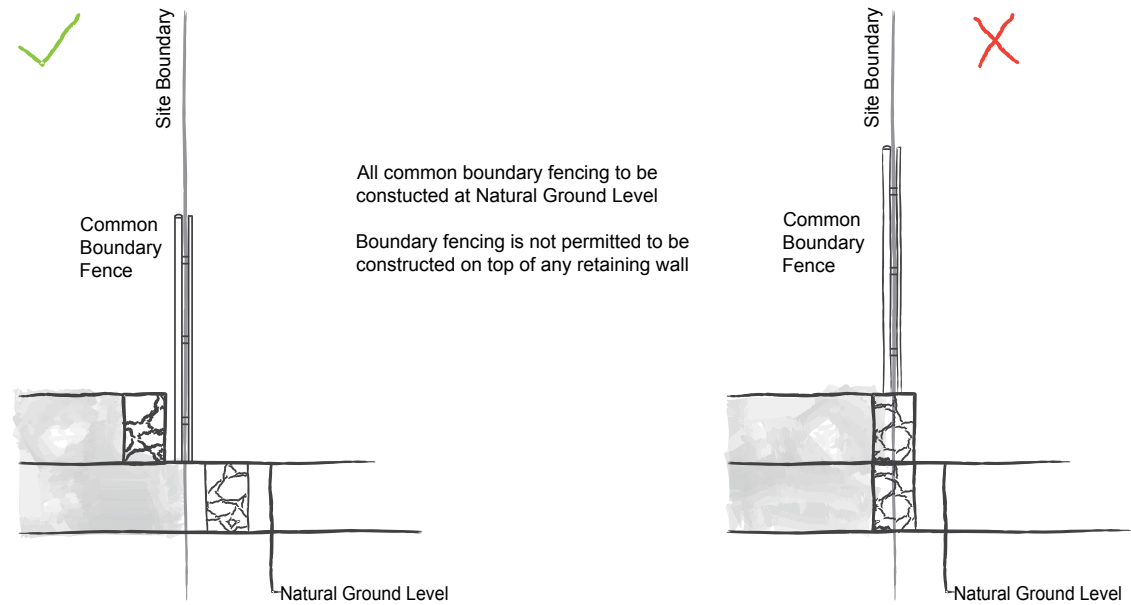 Site Boundary
Common
Boundary
Fence
Natural Ground Level
All common boundary fencing to be
constucted at Natural Ground Level
Boundary fencing is not permitted to be
constructed on top of any retaining wall
Site Boundary
Common
Boundary
Fence
Natural Ground Level